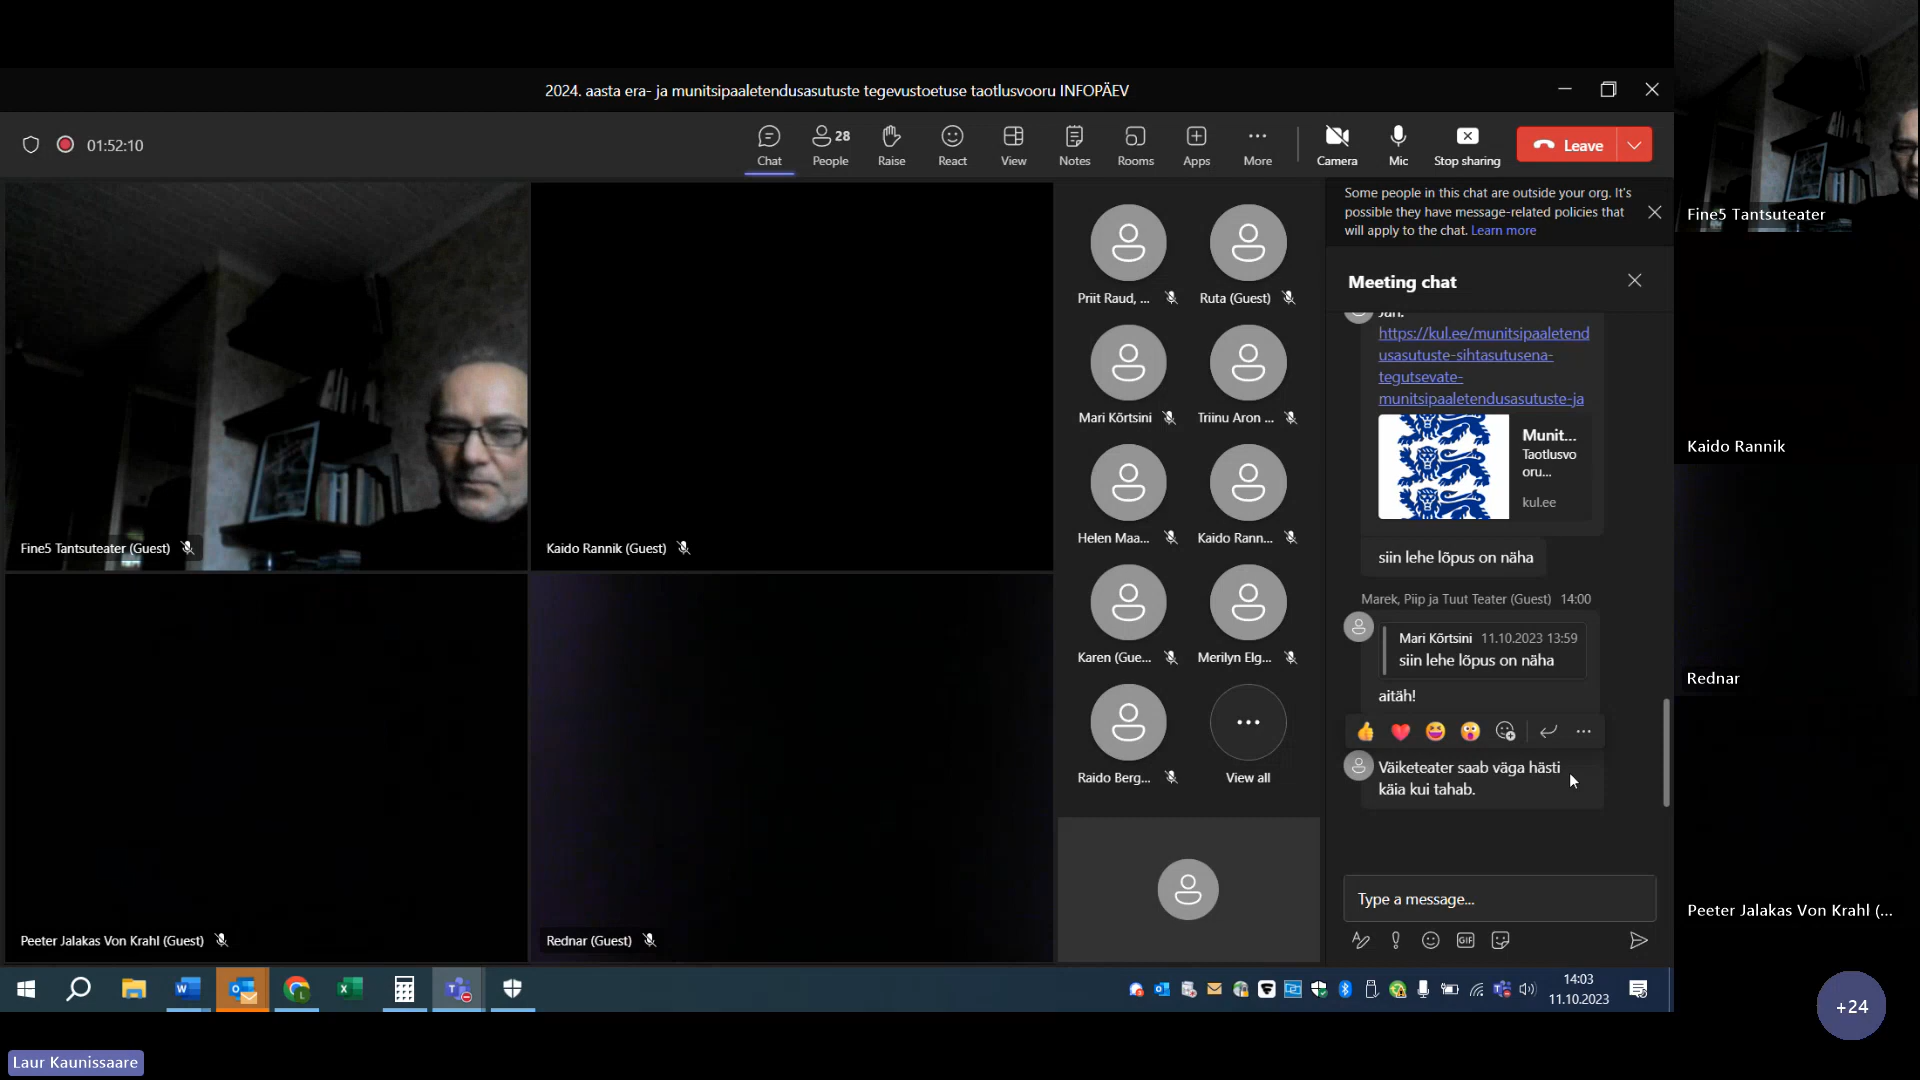 2024. aasta era- ja munitsipaaletendusasutuste tegevustoetuse taotlusvooru INFOPÄEV
01:52:10
Chat
28
People
Raise
React
View
Notes
Rooms
Apps
More
Camera
Mic
Stop sharing
Leave
Fine5 Tantsuteater (Guest)
Kaido Rannik (Guest)
Peeter Jalakas Von Krahl (Guest)
Rednar (Guest)
Priit Raud, ...
Ruta (Guest)
Mari Kõrtsini
Triinu Aron ...
Helen Maa...
Kaido Rann...
Karen (Gue...
Merilyn Elg...
Raido Berg...
View all
Some people in this chat are outside your org. It's
possible they have message-related policies that
will apply to the chat. Learn more
Meeting chat
Jah.
https://kul.ee/munitsipaaletend
usasutuste-sihtasutusena-
tegutsevate-
munitsipaaletendusasutuste-ja
Munit...
Taotlusvo
oru...
kul.ee
siin lehe lõpus on näha
Marek, Piip ja Tuut Teater (Guest) 14:00
Mari Kõrtsini 11.10.2023 13:59
siin lehe lõpus on näha
aitäh!
Väiketeater saab väga hästi
käia kui tahab.
Type a message...
GIF
14:03
11.10.2023
Fine5 Tantsuteater
Kaido Rannik
Rednar
Peeter Jalakas Von Krahl (...
+24
Laur Kaunissaare